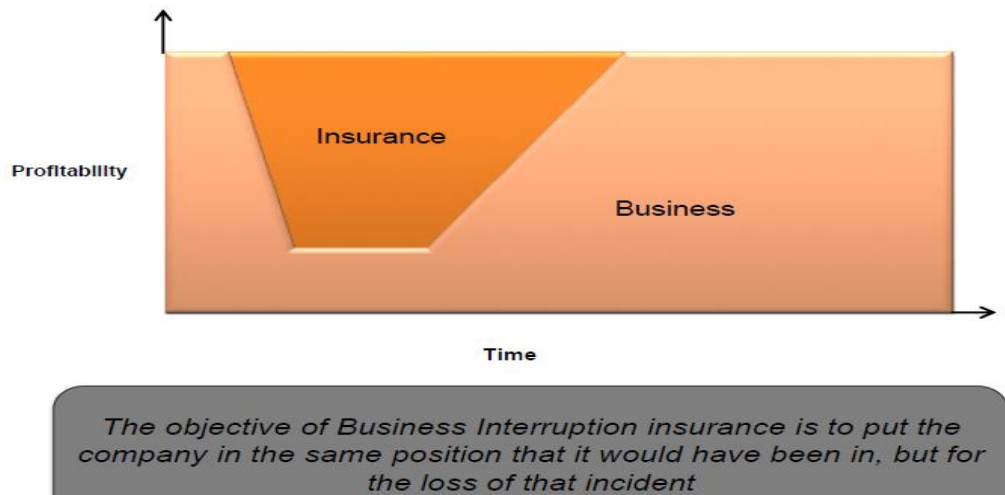 Insurance
Profitability
Business
Time
The objective of Business Interruption insurance is to put the
company in the same position that it would have been in, but for
the loss of that incident